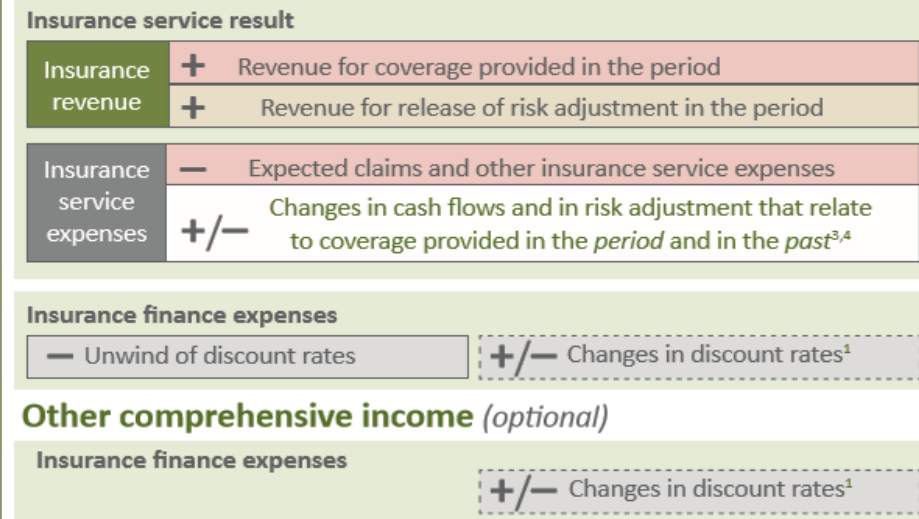 Insurance service result
Insurance revenue
+ Revenue for coverage provided in the period
+ Revenue for release of risk adjustment in the period
Insurance service expenses
— Expected claims and other insurance service expenses
+/— Changes in cash flows and in risk adjustment that relate
to coverage provided in the period and in the past³,⁴
Insurance finance expenses
— Unwind of discount rates
+/— Changes in discount rates¹
Other comprehensive income (optional)
Insurance finance expenses
+/— Changes in discount rates¹